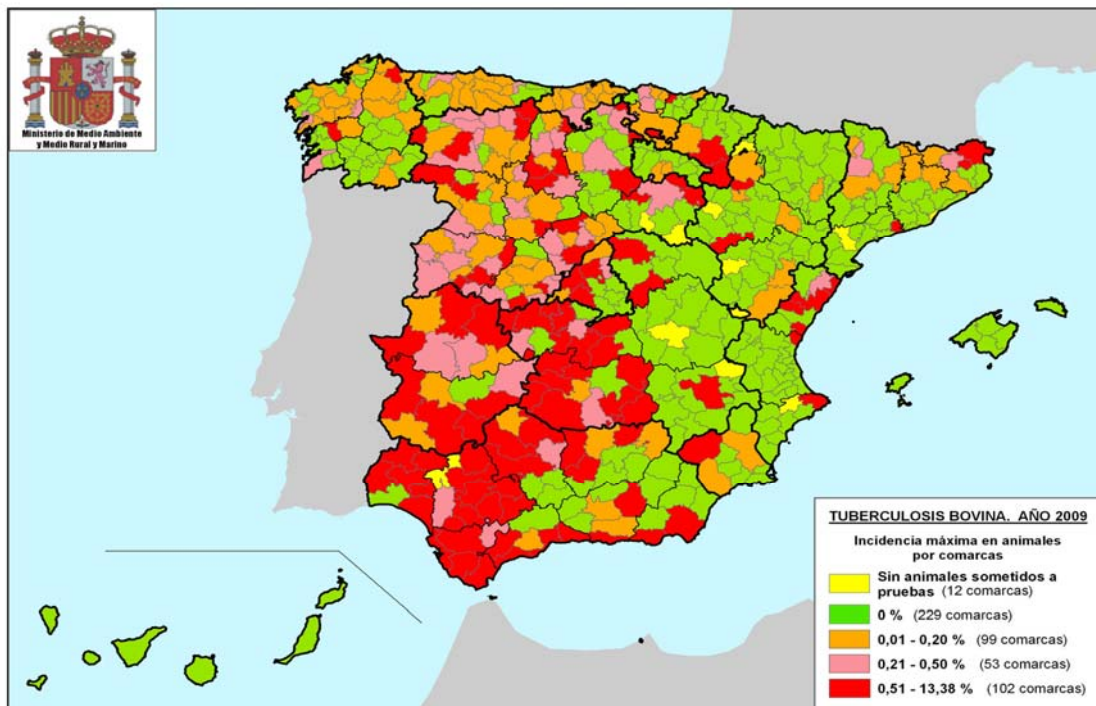 Ministerio de Medio Ambiente
y Medio Rural y Marino
TUBERCULOSIS BOVINA. AÑO 2009
Incidencia máxima en animales
por comarcas
Sin animales sometidos a
pruebas (12 comarcas)
0 % (229 comarcas)
0,01 - 0,20 % (99 comarcas)
0,21 - 0,50 % (53 comarcas)
0,51 - 13,38 % (102 comarcas)